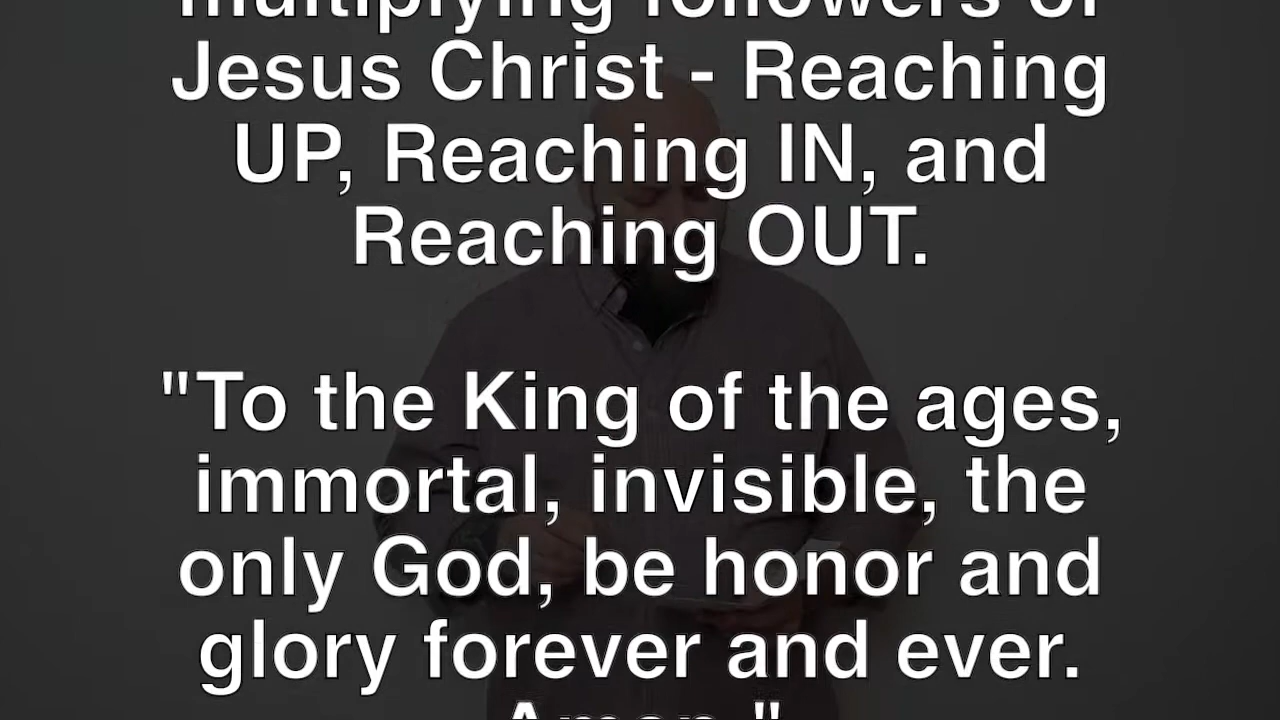 multiplying followers of
Jesus Christ - Reaching
UP, Reaching IN, and
Reaching OUT.
"To the King of the ages,
immortal, invisible, the
only God, be honor and
glory forever and ever.
Amen."